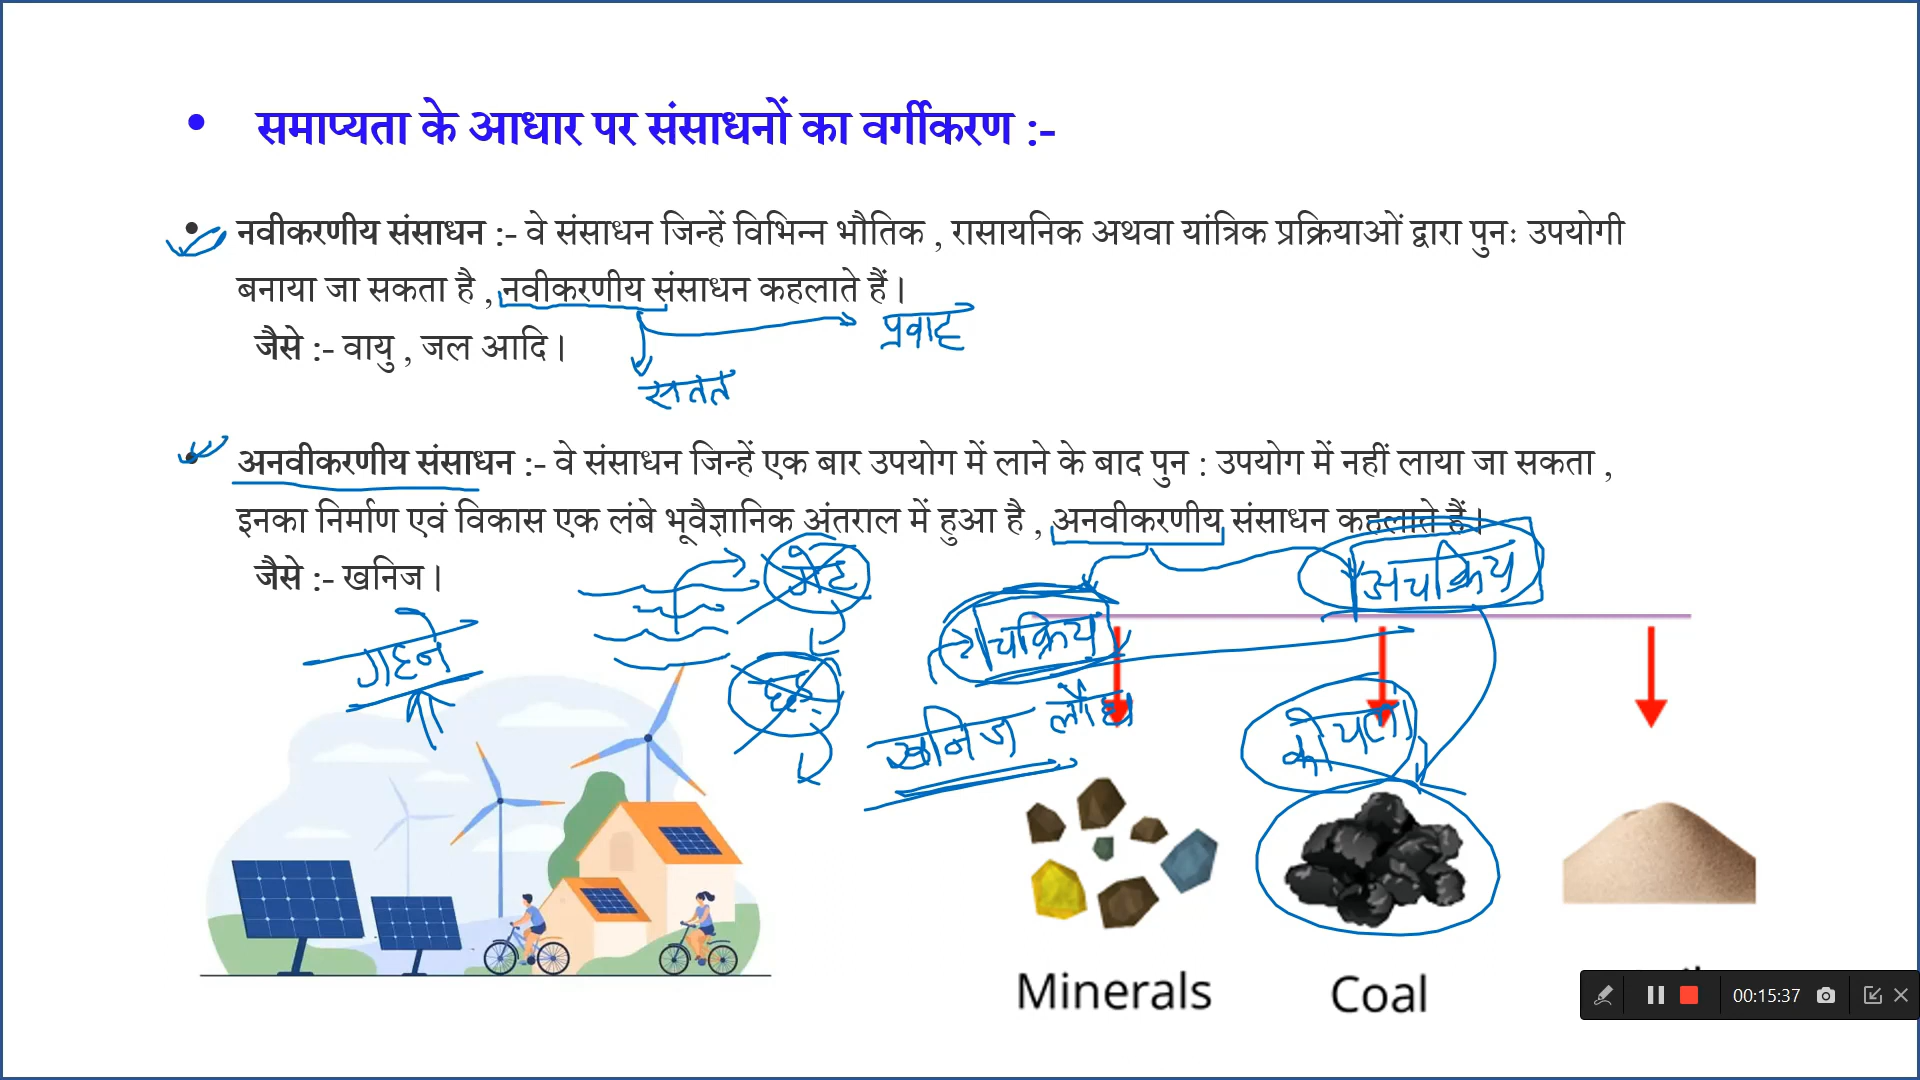 • समाप्यता के आधार पर संसाधनों का वर्गीकरण :-
• नवीकरणीय संसाधन :- वे संसाधन जिन्हें विभिन्न भौतिक , रासायनिक अथवा यांत्रिक प्रक्रियाओं द्वारा पुनः उपयोगी
बनाया जा सकता है , नवीकरणीय संसाधन कहलाते हैं।
प्रवाह
जैसे :- वायु , जल आदि।
सतत
• अनवीकरणीय संसाधन :- वे संसाधन जिन्हें एक बार उपयोग में लाने के बाद पुन : उपयोग में नहीं लाया जा सकता ,
इनका निर्माण एवं विकास एक लंबे भूवैज्ञानिक अंतराल में हुआ है , अनवीकरणीय संसाधन कहलाते हैं।
जैसे :- खनिज।
अचक्रिय
चक्रिय
गहने
लौह
खनिज
कोयला
Minerals
Coal
00:15:37